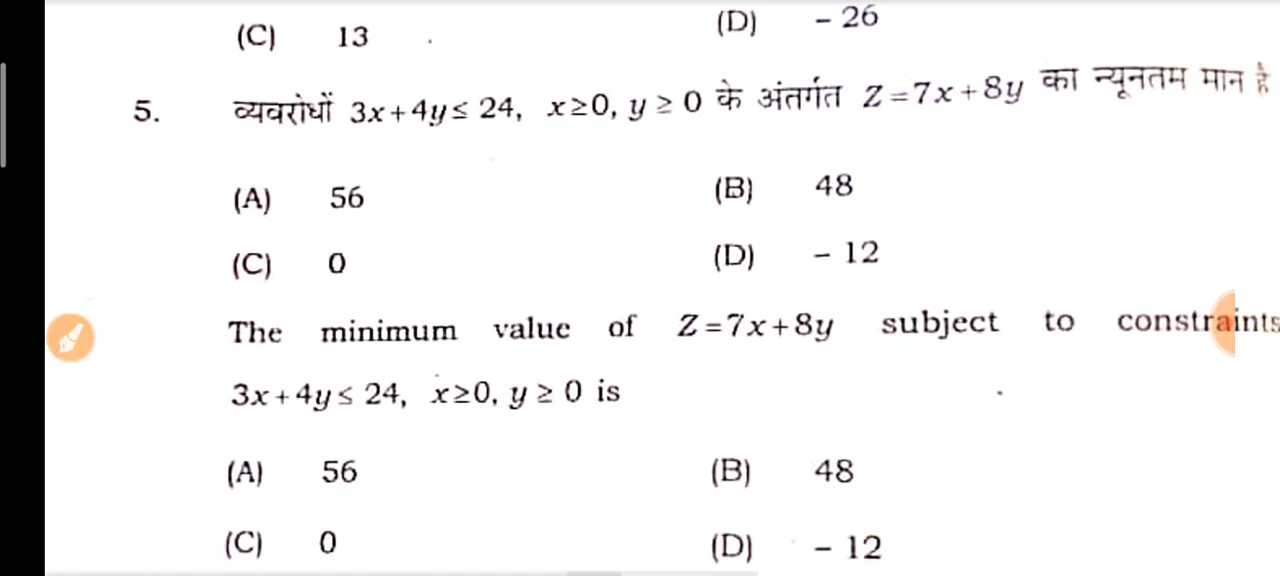 (C) 13 (D) – 26
5. व्यवरोधों 3x+4y≤ 24, x≥0, y ≥ 0 के अंतर्गत Z=7x+8y का न्यूनतम मान है
(A) 56 (B) 48
(C) 0 (D) – 12
The minimum value of Z=7x+8y subject to constraints
3x+4y≤ 24, x≥0, y ≥ 0 is
(A) 56 (B) 48
(C) 0 (D) – 12